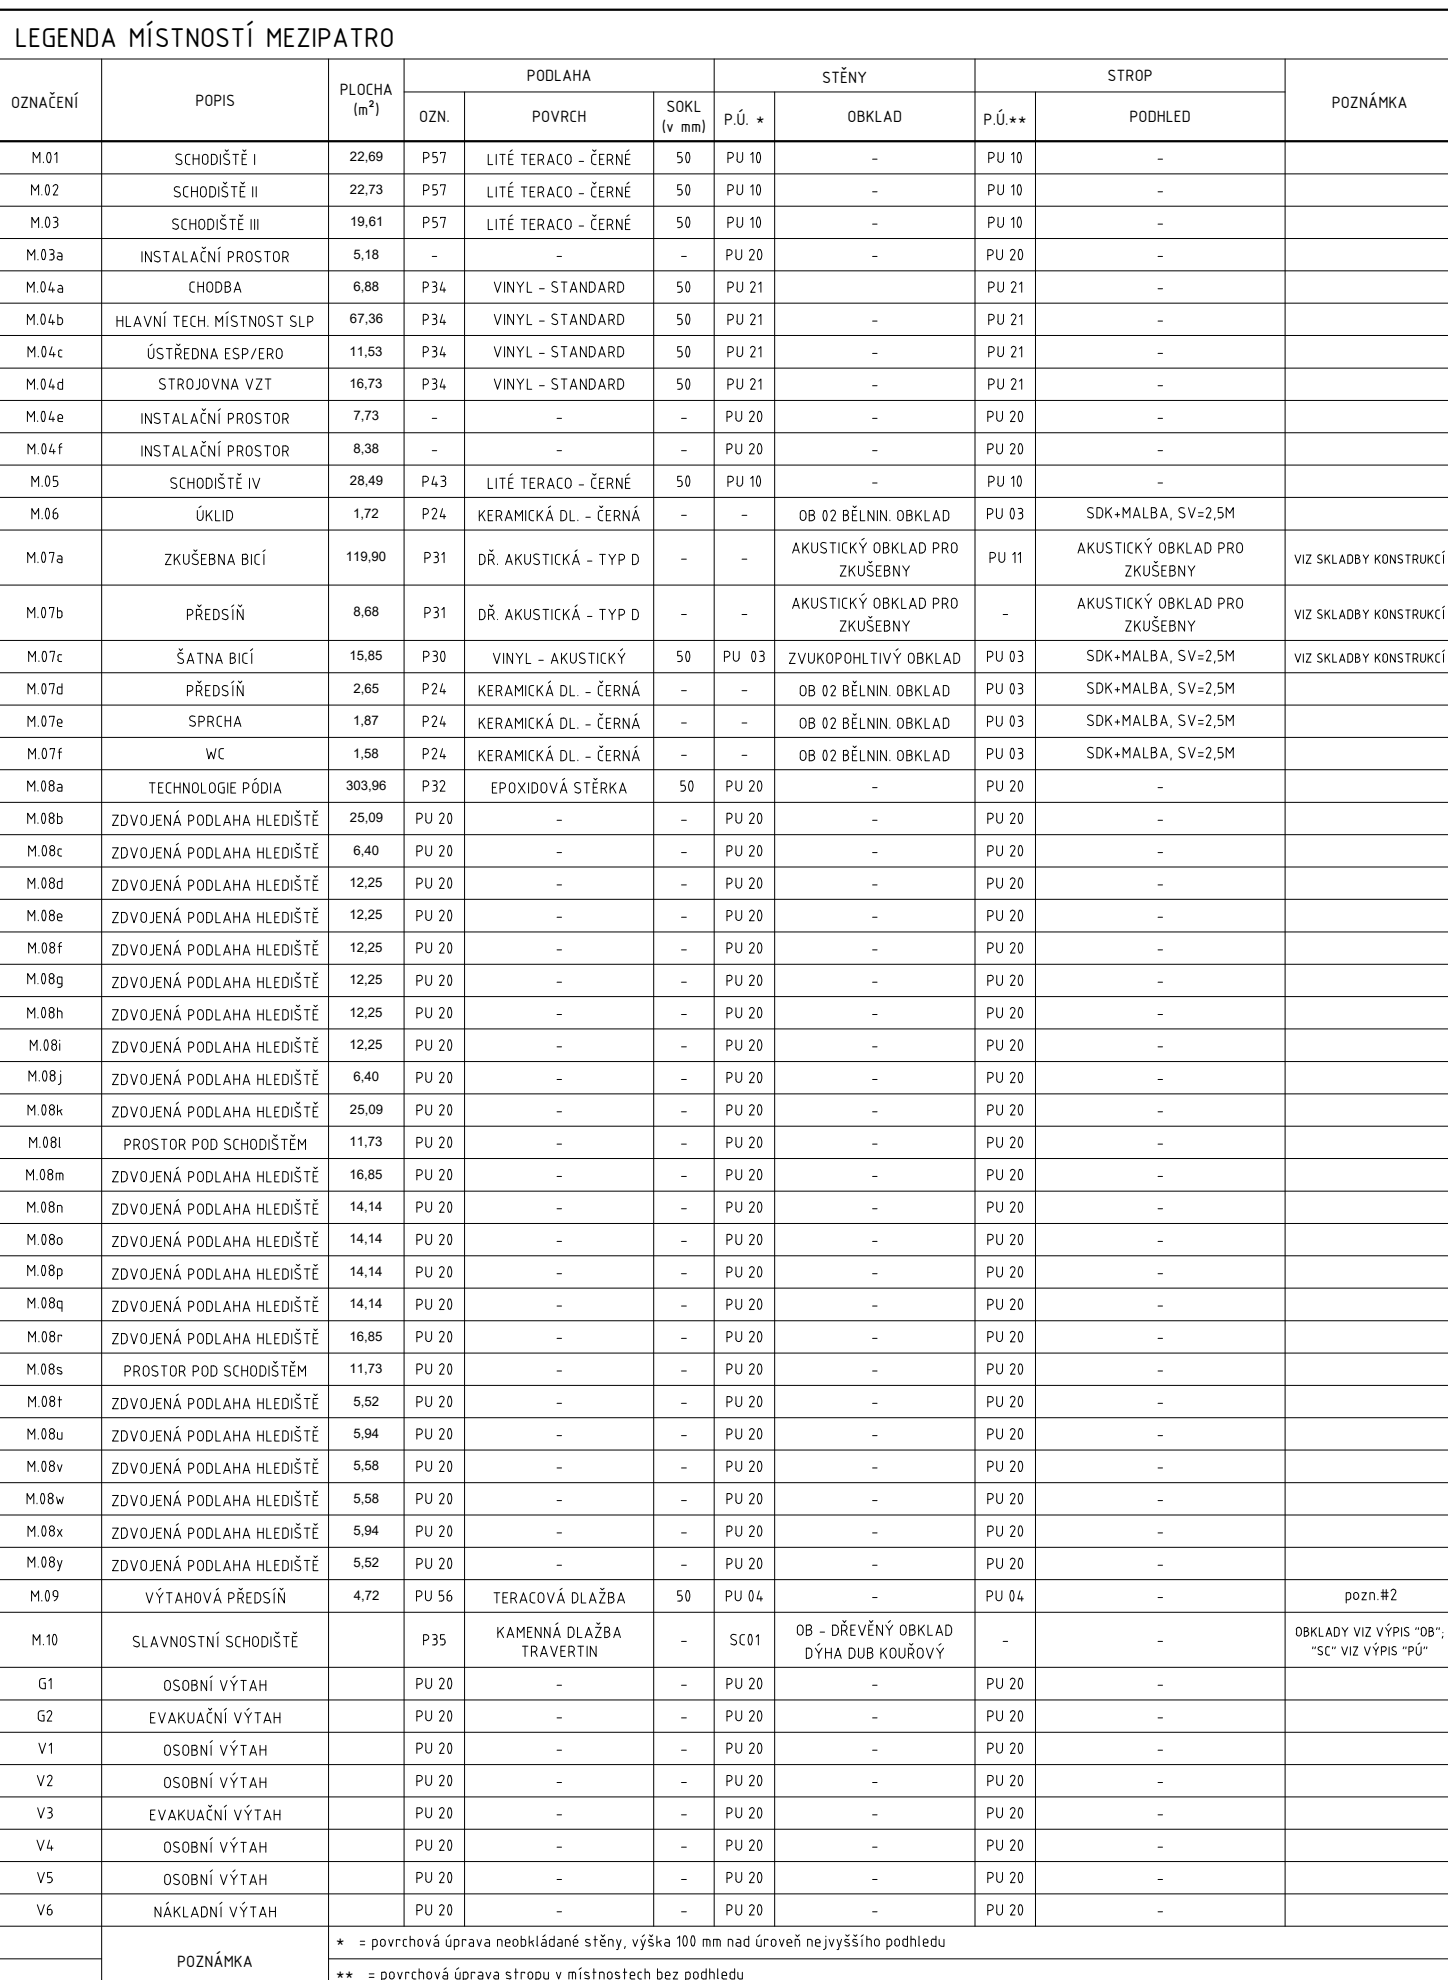 LEGENDA MÍSTNOSTÍ MEZIPATRO
OZNAČENÍ POPIS PLOCHA (m²) PODLAHA STĚNY STROP POZNÁMKA
OZN. POVRCH SOKL (v mm) P.Ú. * OBKLAD P.Ú.** PODHLED
M.01 SCHODIŠTĚ I 22,69 P57 LITÉ TERACO - ČERNÉ 50 PU 10 - PU 10 -
M.02 SCHODIŠTĚ II 22,73 P57 LITÉ TERACO - ČERNÉ 50 PU 10 - PU 10 -
M.03 SCHODIŠTĚ III 19,61 P57 LITÉ TERACO - ČERNÉ 50 PU 10 - PU 10 -
M.03a INSTALAČNÍ PROSTOR 5,18 - - - PU 20 - PU 20 -
M.04a CHODBA 6,88 P34 VINYL - STANDARD 50 PU 21 - PU 21 -
M.04b HLAVNÍ TECH. MÍSTNOST SLP 67,36 P34 VINYL - STANDARD 50 PU 21 - PU 21 -
M.04c ÚSTŘEDNA ESP/ERO 11,53 P34 VINYL - STANDARD 50 PU 21 - PU 21 -
M.04d STROJOVNA VZT 16,73 P34 VINYL - STANDARD 50 PU 21 - PU 21 -
M.04e INSTALAČNÍ PROSTOR 7,73 - - - PU 20 - PU 20 -
M.04f INSTALAČNÍ PROSTOR 8,38 - - - PU 20 - PU 20 -
M.05 SCHODIŠTĚ IV 28,49 P43 LITÉ TERACO - ČERNÉ 50 PU 10 - PU 10 -
M.06 ÚKLID 1,72 P24 KERAMICKÁ DL. - ČERNÁ - - OB 02 BĚLNIN. OBKLAD PU 03 SDK+MALBA, SV=2,5M
M.07a ZKUŠEBNA BICÍ 119,90 P31 DŘ. AKUSTICKÁ - TYP D - - AKUSTICKÝ OBKLAD PRO ZKUŠEBNY PU 11 AKUSTICKÝ OBKLAD PRO ZKUŠEBNY VIZ SKLADBY KONSTRUKCÍ
M.07b PŘEDSÍŇ 8,68 P31 DŘ. AKUSTICKÁ - TYP D - - AKUSTICKÝ OBKLAD PRO ZKUŠEBNY - AKUSTICKÝ OBKLAD PRO ZKUŠEBNY VIZ SKLADBY KONSTRUKCÍ
M.07c ŠATNA BICÍ 15,85 P30 VINYL - AKUSTICKÝ 50 PU 03 ZVUKOPOHLTIVÝ OBKLAD PU 03 SDK+MALBA, SV=2,5M VIZ SKLADBY KONSTRUKCÍ
M.07d PŘEDSÍŇ 2,65 P24 KERAMICKÁ DL. - ČERNÁ - - OB 02 BĚLNIN. OBKLAD PU 03 SDK+MALBA, SV=2,5M
M.07e SPRCHA 1,87 P24 KERAMICKÁ DL. - ČERNÁ - - OB 02 BĚLNIN. OBKLAD PU 03 SDK+MALBA, SV=2,5M
M.07f WC 1,58 P24 KERAMICKÁ DL. - ČERNÁ - - OB 02 BĚLNIN. OBKLAD PU 03 SDK+MALBA, SV=2,5M
M.08a TECHNOLOGIE PÓDIA 303,96 P32 EPOXIDOVÁ STĚRKA 50 PU 20 - PU 20 -
M.08b ZDVOJENÁ PODLAHA HLEDIŠTĚ 25,09 PU 20 - - PU 20 - PU 20 -
M.08c ZDVOJENÁ PODLAHA HLEDIŠTĚ 6,40 PU 20 - - PU 20 - PU 20 -
M.08d ZDVOJENÁ PODLAHA HLEDIŠTĚ 12,25 PU 20 - - PU 20 - PU 20 -
M.08e ZDVOJENÁ PODLAHA HLEDIŠTĚ 12,25 PU 20 - - PU 20 - PU 20 -
M.08f ZDVOJENÁ PODLAHA HLEDIŠTĚ 12,25 PU 20 - - PU 20 - PU 20 -
M.08g ZDVOJENÁ PODLAHA HLEDIŠTĚ 12,25 PU 20 - - PU 20 - PU 20 -
M.08h ZDVOJENÁ PODLAHA HLEDIŠTĚ 12,25 PU 20 - - PU 20 - PU 20 -
M.08i ZDVOJENÁ PODLAHA HLEDIŠTĚ 12,25 PU 20 - - PU 20 - PU 20 -
M.08j ZDVOJENÁ PODLAHA HLEDIŠTĚ 6,40 PU 20 - - PU 20 - PU 20 -
M.08k ZDVOJENÁ PODLAHA HLEDIŠTĚ 25,09 PU 20 - - PU 20 - PU 20 -
M.08l PROSTOR POD SCHODIŠTĚM 11,73 PU 20 - - PU 20 - PU 20 -
M.08m ZDVOJENÁ PODLAHA HLEDIŠTĚ 16,85 PU 20 - - PU 20 - PU 20 -
M.08n ZDVOJENÁ PODLAHA HLEDIŠTĚ 14,14 PU 20 - - PU 20 - PU 20 -
M.08o ZDVOJENÁ PODLAHA HLEDIŠTĚ 14,14 PU 20 - - PU 20 - PU 20 -
M.08p ZDVOJENÁ PODLAHA HLEDIŠTĚ 14,14 PU 20 - - PU 20 - PU 20 -
M.08q ZDVOJENÁ PODLAHA HLEDIŠTĚ 14,14 PU 20 - - PU 20 - PU 20 -
M.08r ZDVOJENÁ PODLAHA HLEDIŠTĚ 16,85 PU 20 - - PU 20 - PU 20 -
M.08s PROSTOR POD SCHODIŠTĚM 11,73 PU 20 - - PU 20 - PU 20 -
M.08t ZDVOJENÁ PODLAHA HLEDIŠTĚ 5,52 PU 20 - - PU 20 - PU 20 -
M.08u ZDVOJENÁ PODLAHA HLEDIŠTĚ 5,94 PU 20 - - PU 20 - PU 20 -
M.08v ZDVOJENÁ PODLAHA HLEDIŠTĚ 5,58 PU 20 - - PU 20 - PU 20 -
M.08w ZDVOJENÁ PODLAHA HLEDIŠTĚ 5,58 PU 20 - - PU 20 - PU 20 -
M.08x ZDVOJENÁ PODLAHA HLEDIŠTĚ 5,94 PU 20 - - PU 20 - PU 20 -
M.08y ZDVOJENÁ PODLAHA HLEDIŠTĚ 5,52 PU 20 - - PU 20 - PU 20 -
M.09 VÝTAHOVÁ PŘEDSÍŇ 4,72 PU 56 TERACOVÁ DLAŽBA 50 PU 04 - PU 04 - pozn.#2
M.10 SLAVNOSTNÍ SCHODIŠTĚ P35 KAMENNÁ DLAŽBA TRAVERTIN - SC01 OB - DŘEVĚNÝ OBKLAD DÝHA DUB KOUŘOVÝ - - OBKLADY VIZ VÝPIS "OB"; "SC" VIZ VÝPIS "PÚ"
G1 OSOBNÍ VÝTAH PU 20 - - PU 20 - PU 20 -
G2 EVAKUAČNÍ VÝTAH PU 20 - - PU 20 - PU 20 -
V1 OSOBNÍ VÝTAH PU 20 - - PU 20 - PU 20 -
V2 OSOBNÍ VÝTAH PU 20 - - PU 20 - PU 20 -
V3 EVAKUAČNÍ VÝTAH PU 20 - - PU 20 - PU 20 -
V4 OSOBNÍ VÝTAH PU 20 - - PU 20 - PU 20 -
V5 OSOBNÍ VÝTAH PU 20 - - PU 20 - PU 20 -
V6 NÁKLADNÍ VÝTAH PU 20 - - PU 20 - PU 20 -
POZNÁMKA
* = povrchová úprava neobkládané stěny, výška 100 mm nad úroveň nejvyššího podhledu
** = povrchová úprava stropu v místnostech bez podhledu